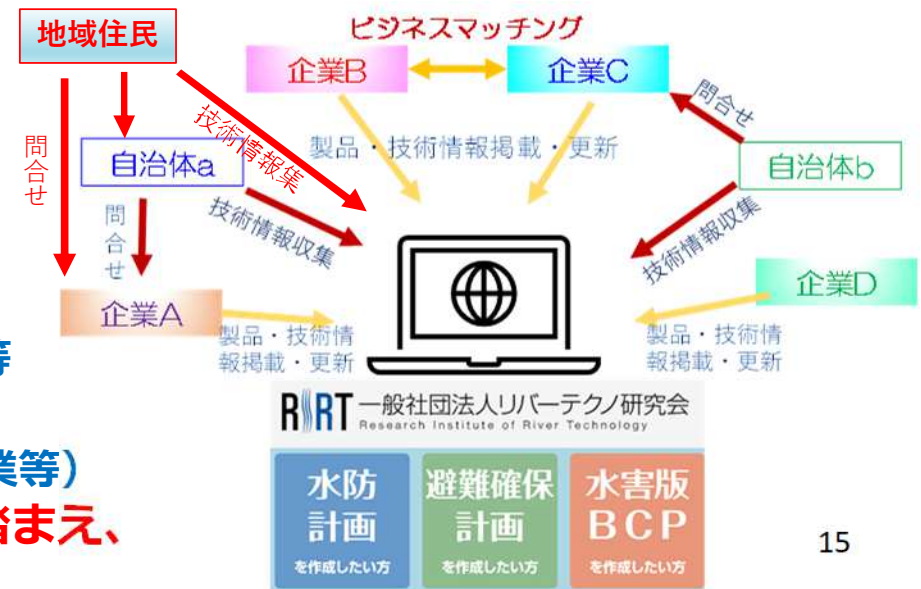 地域住民
ビジネスマッチング
企業B
企業C
問合せ
技術情報集
問合せ
製品・技術情報掲載・更新
自治体a
自治体b
問合せ
技術情報収集
技術情報収集
企業A
企業D
製品・技術情
報掲載・更新
製品・技術情
報掲載・更新
等
業等）
踏まえ、
RIRT 一般社団法人リバーテクノ研究会
Research Institute of River Technology
水防
計画
を作成したい方
避難確保
計画
を作成したい方
水害版
BCP
を作成したい方
15